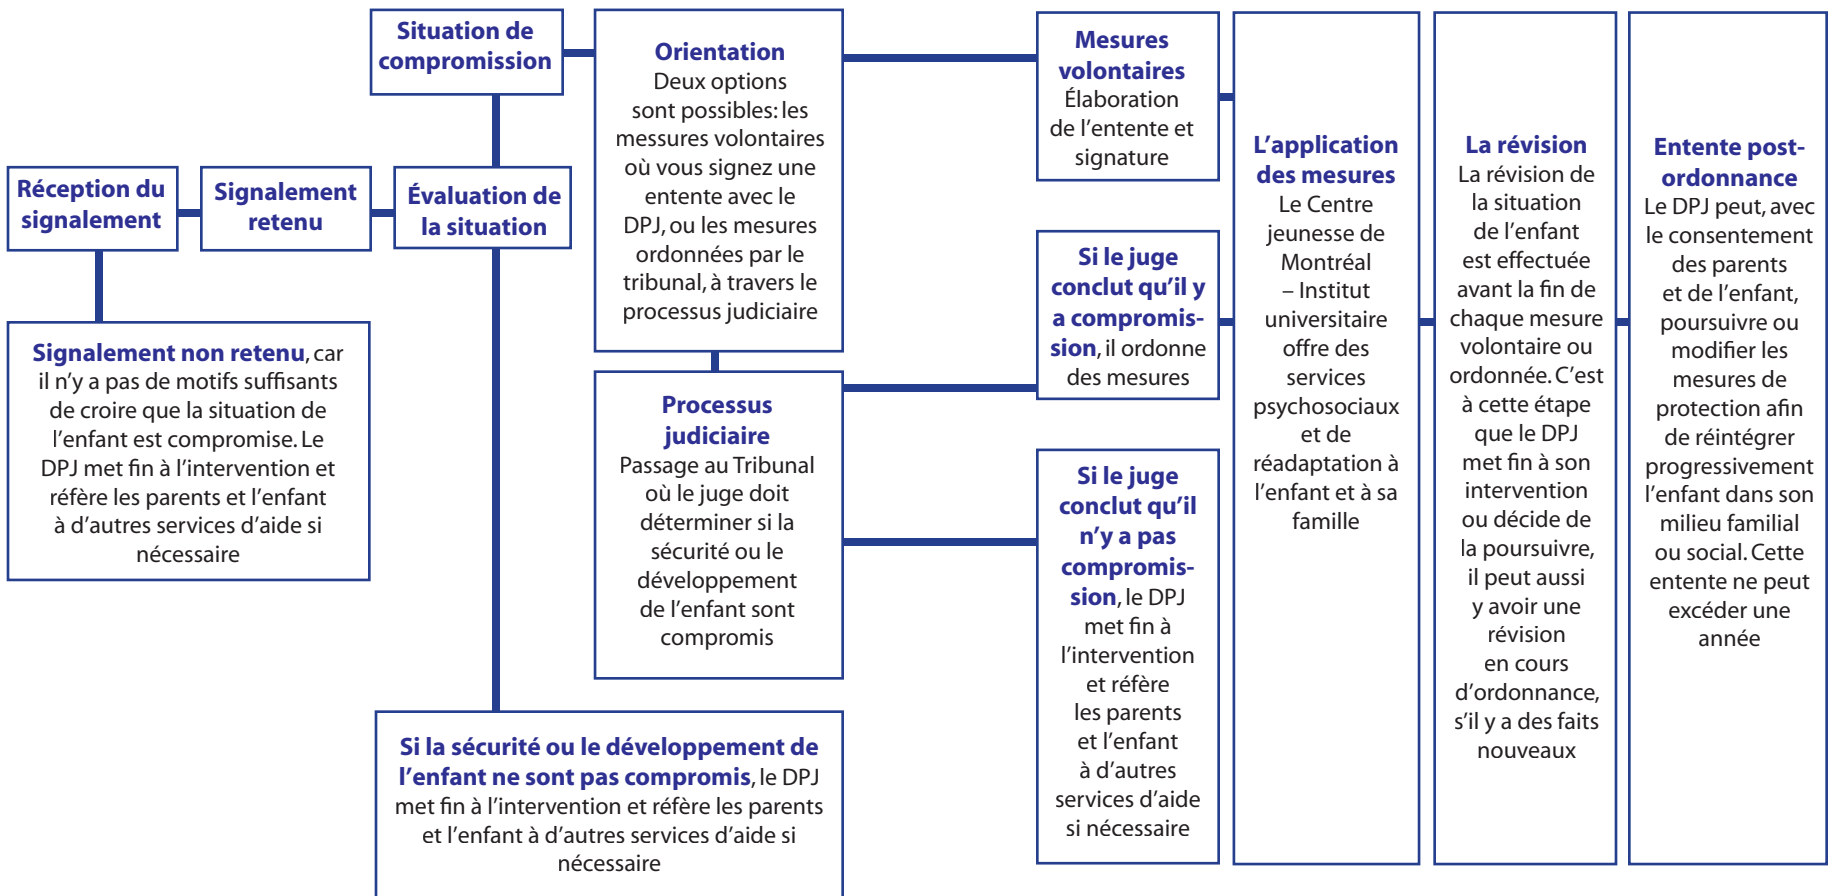 Réception du
signalement
Signalement non retenu, car
il n'y a pas de motifs suffisants
de croire que la situation de
l'enfant est compromise. Le
DPJ met fin à l'intervention et
réfère les parents et l'enfant
à d'autres services d'aide si
nécessaire
Signalement
retenu
Évaluation de
la situation
Situation de
compromission
Si la sécurité ou le développement de
l'enfant ne sont pas compromis, le DPJ
met fin à l'intervention et réfère les parents
et l'enfant à d'autres services d'aide si
nécessaire
Orientation
Deux options
sont possibles: les
messures volontaires
où vous signez une
entente avec le
DPJ, ou les mesures
ordonnées par le
tribunal, à travers le
processus judiciaire
Processus
judiciaire
Passage au Tribunal
où le juge doit
déterminer si la
sécurité ou le
développement
de l'enfant sont
compromis
Mesures
volontaires
Élaboration
de l'entente et
signature
Si le juge
conclut qu'il y
a compromis-
sion, il ordonne
des mesures
Si le juge
conclut qu'il
n'y a pas
compromis-
sion, le DPJ
met fin à
l'intervention
et réfère
les parents
et l'enfant
à d'autres
services d'aide
si nécessaire
L'application
des mesures
Le Centre
jeunesse de
Montréal
– Institut
universitaire
offre des
services
psychosociaux
et de
réadaptation à
l'enfant et à sa
famille
La révision
La révision de
la situation
de l'enfant
est effectuée
avant la fin de
chaque mesure
volontaire ou
ordonnée. C'est
à cette étape
que le DPJ
met fin à son
intervention
ou décide de
la poursuivre,
il peut aussi
y avoir une
révision
en cours
d'ordonnance,
s'il y a des faits
nouveaux
Entente post-
ordonnance
Le DPJ peut, avec
le consentement
des parents
et de l'enfant,
poursuivre ou
modifier les
mesures de
protection afin
de réintégrer
progressivement
l'enfant dans son
milieu familial
ou social. Cette
entente ne peut
excéder une
année